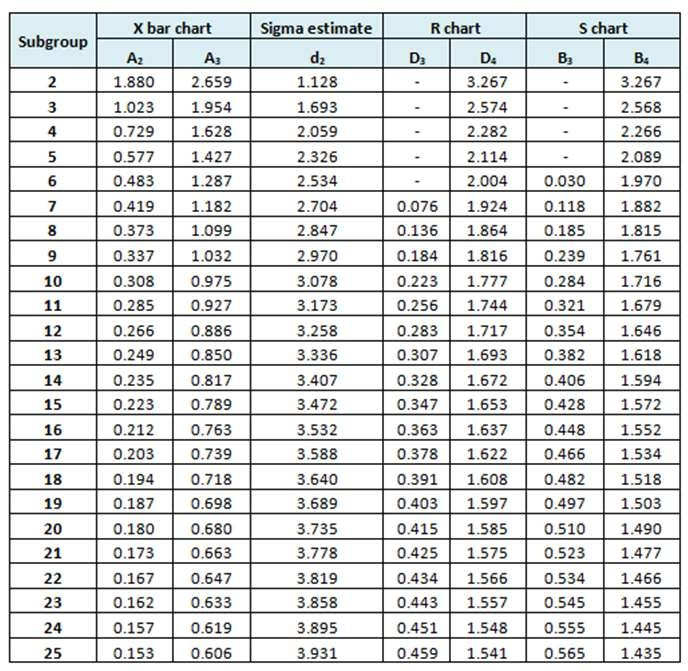 Subgroup X bar chart Sigma estimate R chart S chart
A₂ A₃ d₂ D₃ D₄ B₃ B₄
2 1.880 2.659 1.128 - 3.267 - 3.267
3 1.023 1.954 1.693 - 2.574 - 2.568
4 0.729 1.628 2.059 - 2.282 - 2.266
5 0.577 1.427 2.326 - 2.114 - 2.089
6 0.483 1.287 2.534 - 2.004 0.030 1.970
7 0.419 1.182 2.704 0.076 1.924 0.118 1.882
8 0.373 1.099 2.847 0.136 1.864 0.185 1.815
9 0.337 1.032 2.970 0.184 1.816 0.239 1.761
10 0.308 0.975 3.078 0.223 1.777 0.284 1.716
11 0.285 0.927 3.173 0.256 1.744 0.321 1.679
12 0.266 0.886 3.258 0.283 1.717 0.354 1.646
13 0.249 0.850 3.336 0.307 1.693 0.382 1.618
14 0.235 0.817 3.407 0.328 1.672 0.406 1.594
15 0.223 0.789 3.472 0.347 1.653 0.428 1.572
16 0.212 0.763 3.532 0.363 1.637 0.448 1.552
17 0.203 0.739 3.588 0.378 1.622 0.466 1.534
18 0.194 0.718 3.640 0.391 1.608 0.482 1.518
19 0.187 0.698 3.689 0.403 1.597 0.497 1.503
20 0.180 0.680 3.735 0.415 1.585 0.510 1.490
21 0.173 0.663 3.778 0.425 1.575 0.523 1.477
22 0.167 0.647 3.819 0.434 1.566 0.534 1.466
23 0.162 0.633 3.858 0.443 1.557 0.545 1.455
24 0.157 0.619 3.895 0.451 1.548 0.555 1.445
25 0.153 0.606 3.931 0.459 1.541 0.565 1.435